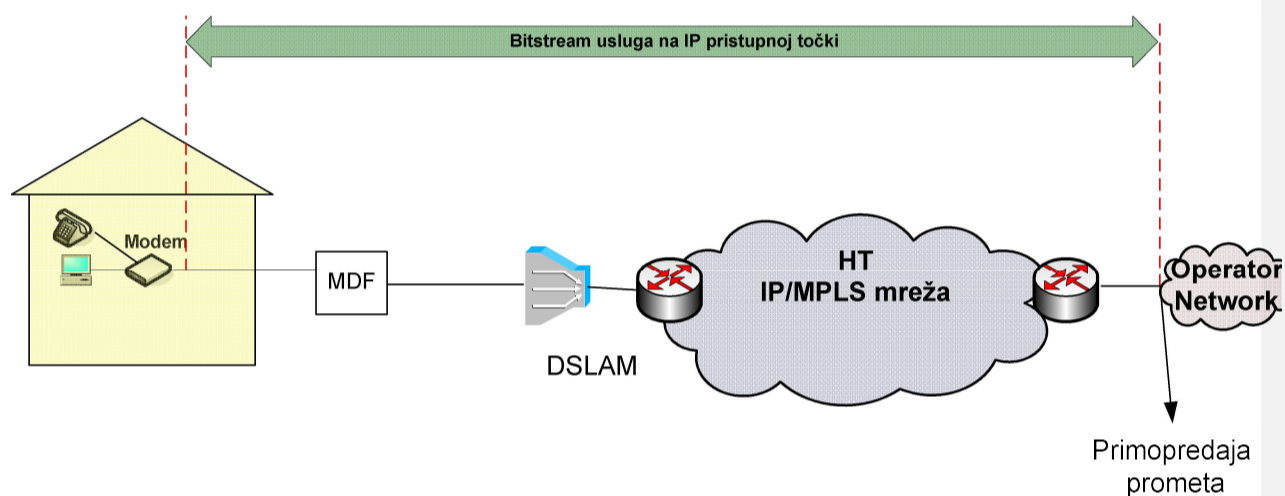 Bitstream usluga na IP pristupnoj točki
Modem
MDF
DSLAM
HT
IP/MPLS mreža
Operator
Network
Primopredaja
prometa